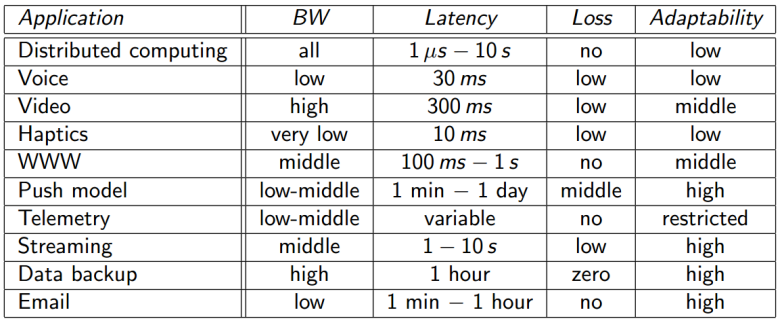 Application BW Latency Loss Adaptability
Distributed computing all 1 μs − 10 s no low
Voice low 30 ms low low
Video high 300 ms low middle
Haptics very low 10 ms low low
WWW middle 100 ms − 1 s no middle
Push model low-middle 1 min − 1 day middle high
Telemetry low-middle variable no restricted
Streaming middle 1 − 10 s low high
Data backup high 1 hour zero high
Email low 1 min − 1 hour no high